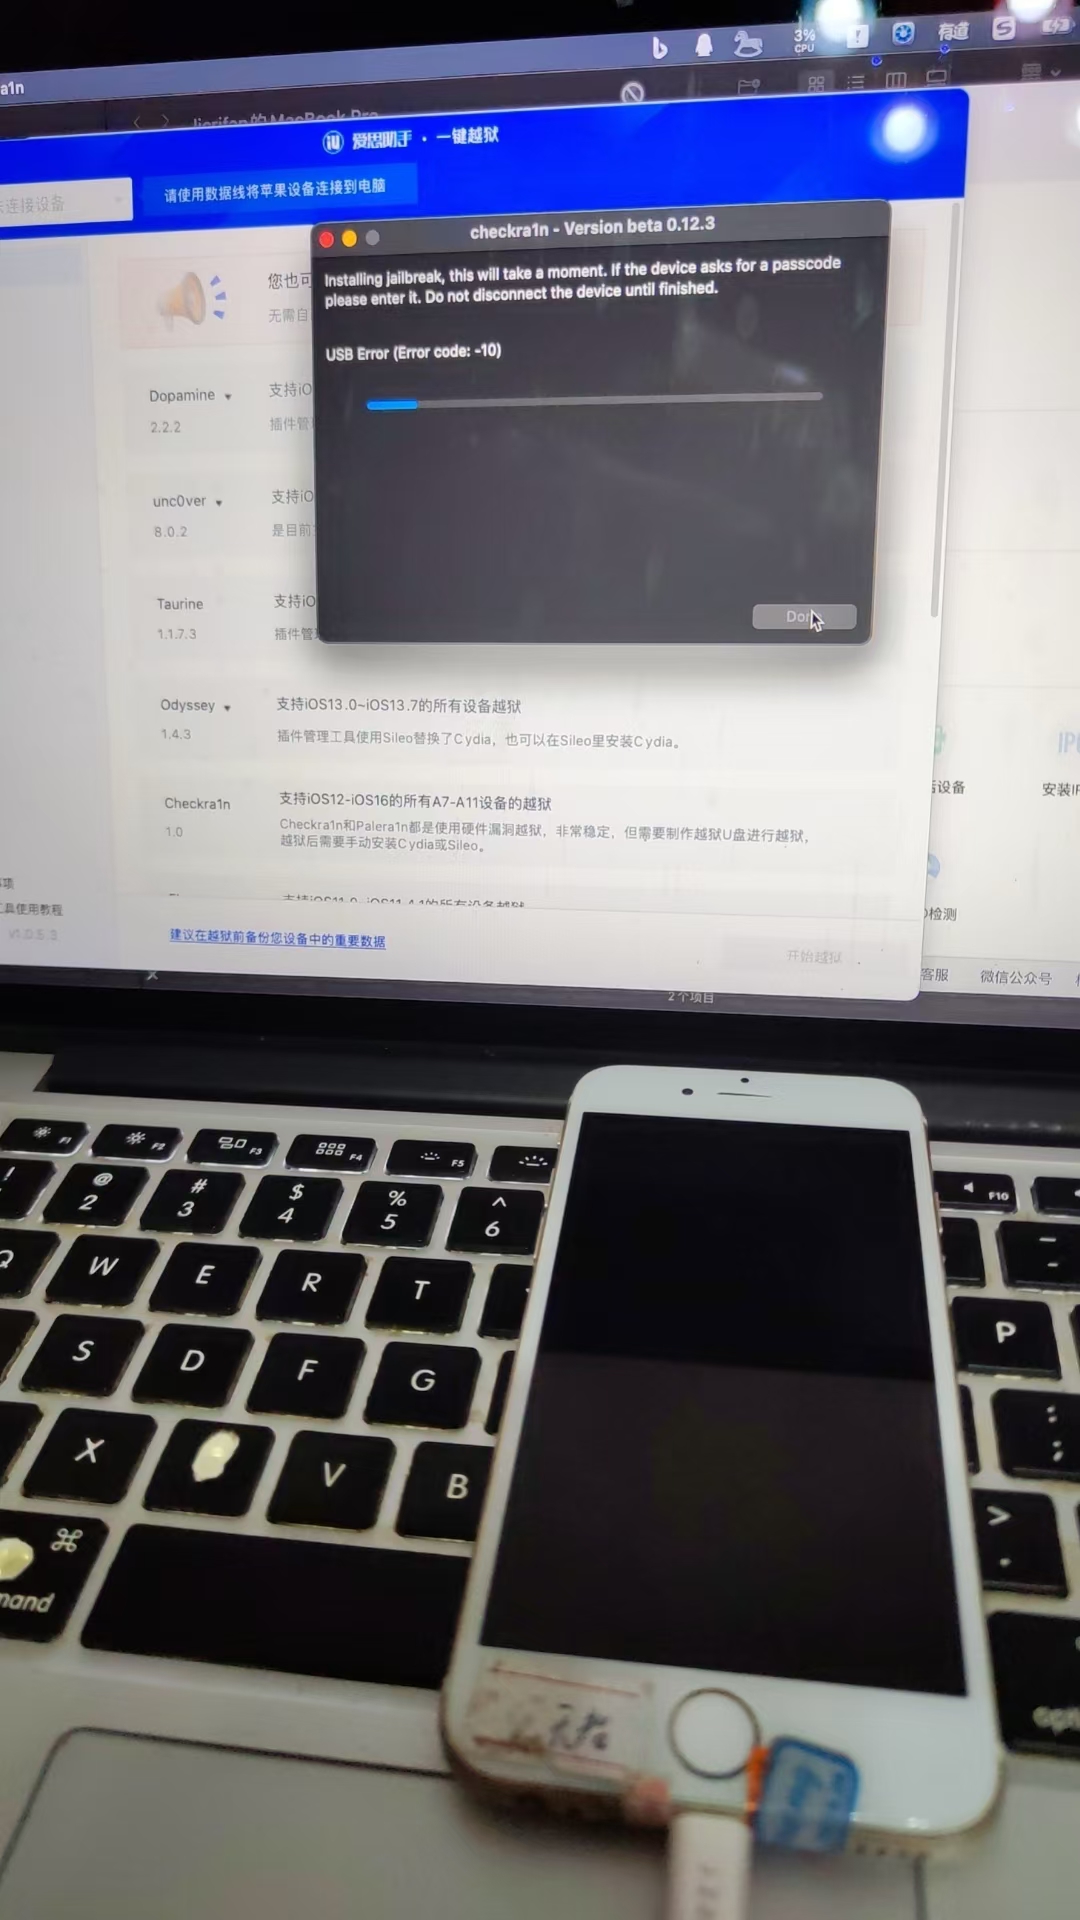 a1n
3%
CPU
有道
爱思助手 · 一键越狱
连接设备
请使用数据线将苹果设备连接到电脑
checkra1n - Version beta 0.12.3
Installing jailbreak, this will take a moment. If the device asks for a passcode
please enter it. Do not disconnect the device until finished.
USB Error (Error code: -10)
您也可
无需自
Dopamine
支持iO
2.2.2
插件管
unc0ver
支持iO
8.0.2
是目前
Taurine
支持iO
1.1.7.3
插件管
Odyssey
支持iOS13.0~iOS13.7的所有设备越狱
1.4.3
插件管理工具使用Sileo替换了Cydia，也可以在Sileo里安装Cydia。
Checkra1n
支持iOS12-iOS16的所有A7-A11设备的越狱
1.0
Checkra1n和Palera1n都是使用硬件漏洞越狱，非常稳定，但需要制作越狱U盘进行越狱，
越狱后需要手动安装Cydia或Sileo。
建议在越狱前备份您设备中的重要数据
开始越狱
具使用教程
v1.0.5.3
设备
检测
客服
微信公众号
2个项目
F1
F2
F3
F4
F5
F10
!
@
2
#
3
$
4
%
5
^
6
W
E
R
T
P
S
D
F
G
:
;
X
V
B
>
.
⌘
mand